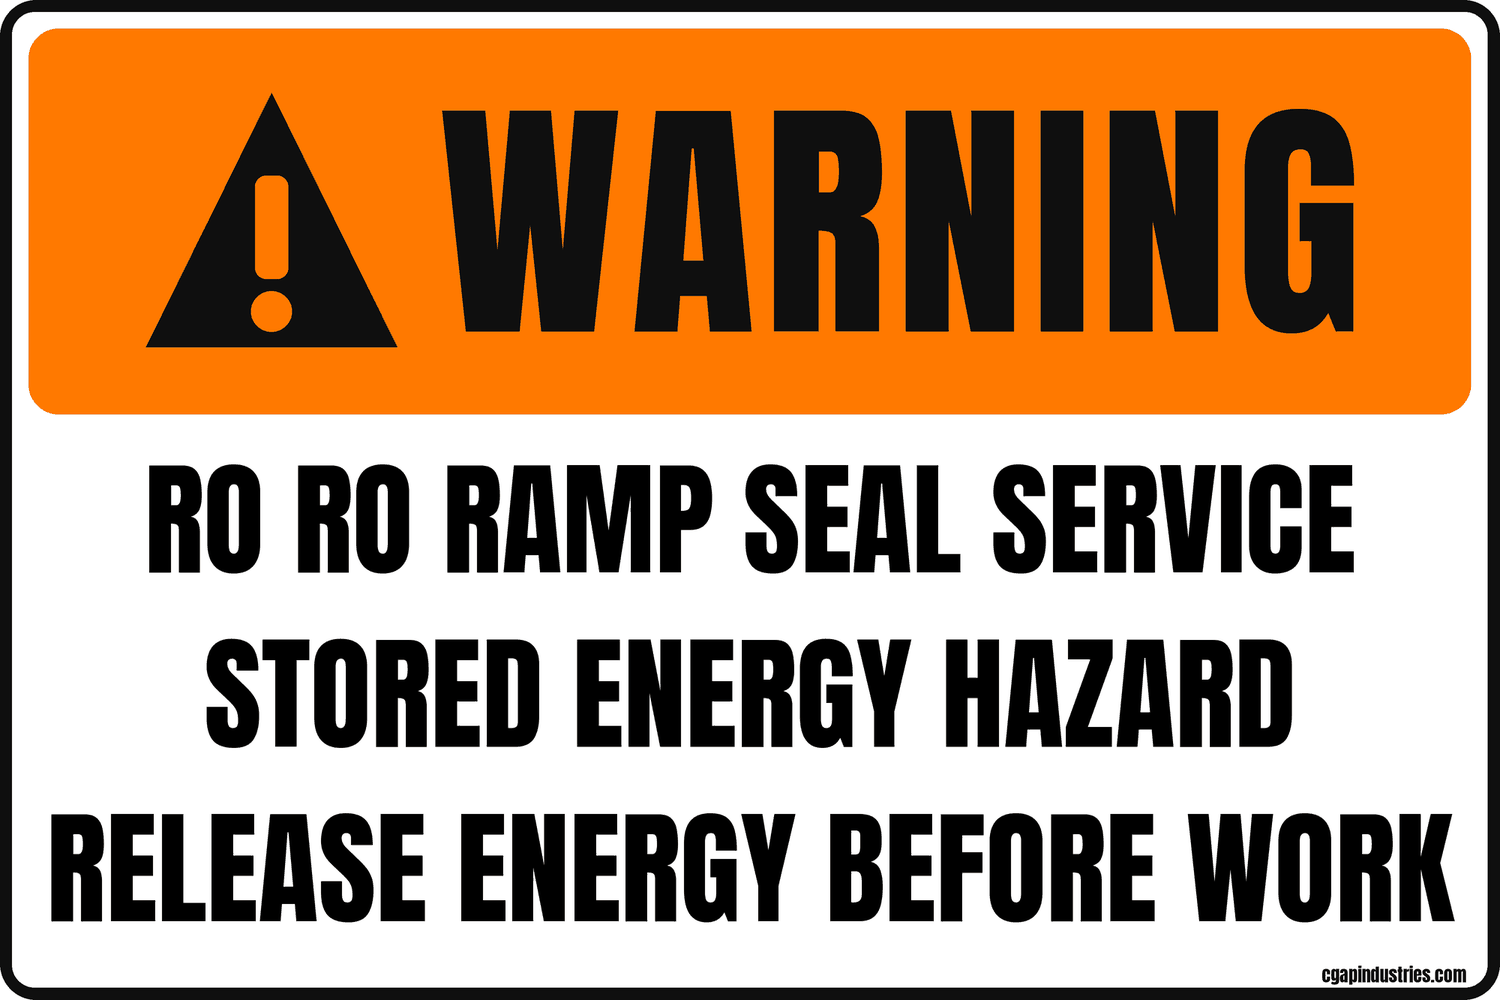 WARNING
RO RO RAMP SEAL SERVICE
STORED ENERGY HAZARD
RELEASE ENERGY BEFORE WORK
cgapindustries.com